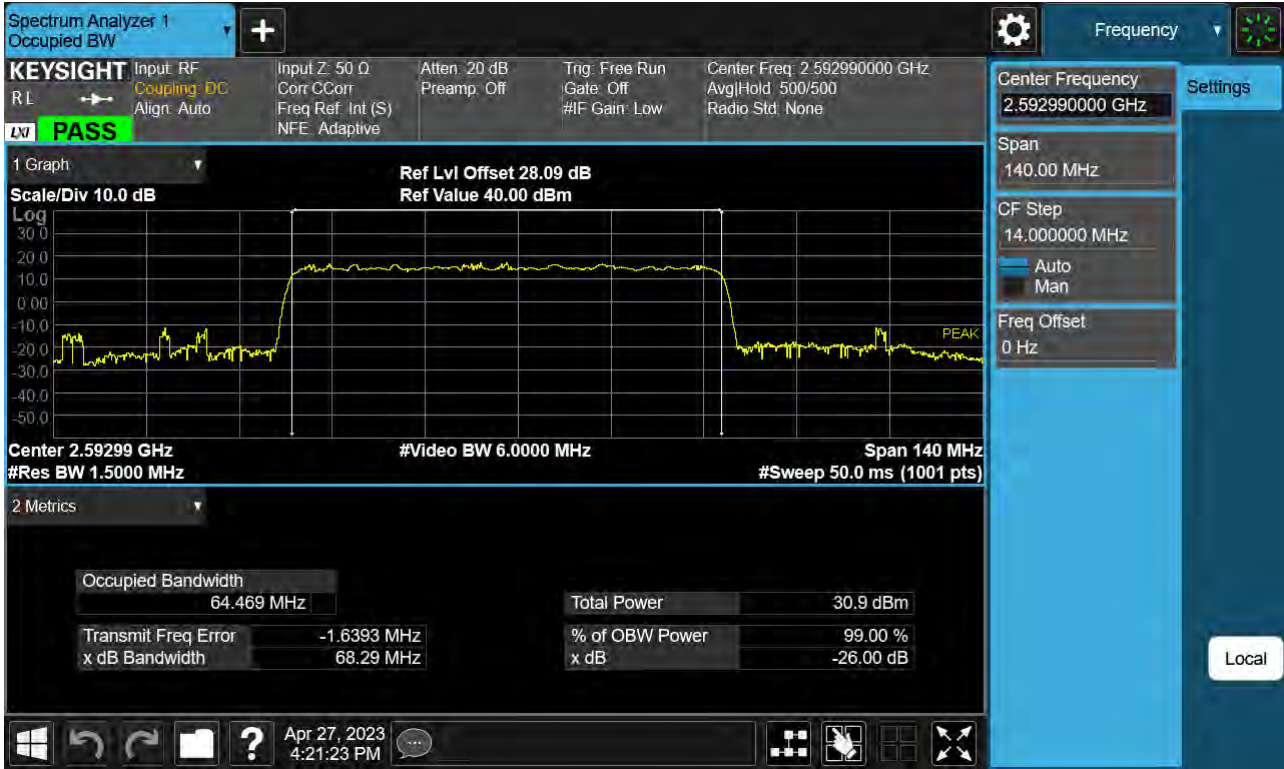 Spectrum Analyzer 1
Occupied BW
+
Frequency
KEYSIGHT
RL
LXI
PASS
Input: RF
Coupling: DC
Align: Auto
Input Z: 50 Ω
Corr CCorr
Freq Ref: Int (S)
NFE: Adaptive
Atten: 20 dB
Preamp: Off
Trig: Free Run
Gate: Off
#IF Gain: Low
Center Freq: 2.592990000 GHz
Avg|Hold: 500/500
Radio Std: None
Center Frequency
2.592990000 GHz
Settings
Span
140.00 MHz
CF Step
14.000000 MHz
Auto
Man
Freq Offset
0 Hz
Local
1 Graph
Scale/Div 10.0 dB
Ref Lvl Offset 28.09 dB
Ref Value 40.00 dBm
Log
30.0
20.0
10.0
0.00
-10.0
-20.0
-30.0
-40.0
-50.0
PEAK
Center 2.59299 GHz
#Video BW 6.0000 MHz
Span 140 MHz
#Res BW 1.5000 MHz
#Sweep 50.0 ms (1001 pts)
2 Metrics
Occupied Bandwidth
64.469 MHz
Total Power 30.9 dBm
Transmit Freq Error -1.6393 MHz
% of OBW Power 99.00 %
x dB Bandwidth 68.29 MHz
x dB -26.00 dB
?
Apr 27, 2023
4:21:23 PM